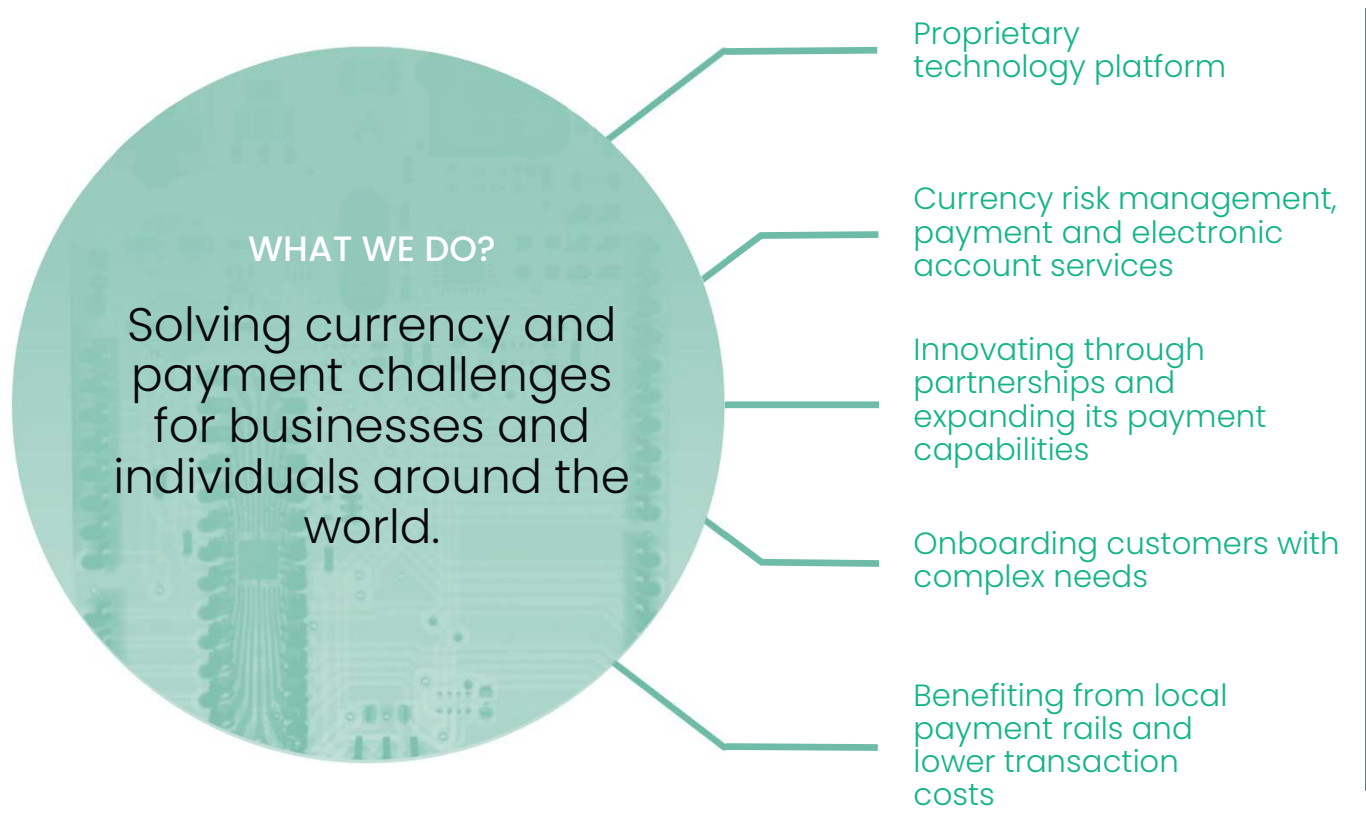 WHAT WE DO?
Solving currency and
payment challenges
for businesses and
individuals around the
world.
Proprietary
technology platform
Currency risk management,
payment and electronic
account services
Innovating through
partnerships and
expanding its payment
capabilities
Onboarding customers with
complex needs
Benefiting from local
payment rails and
lower transaction
costs